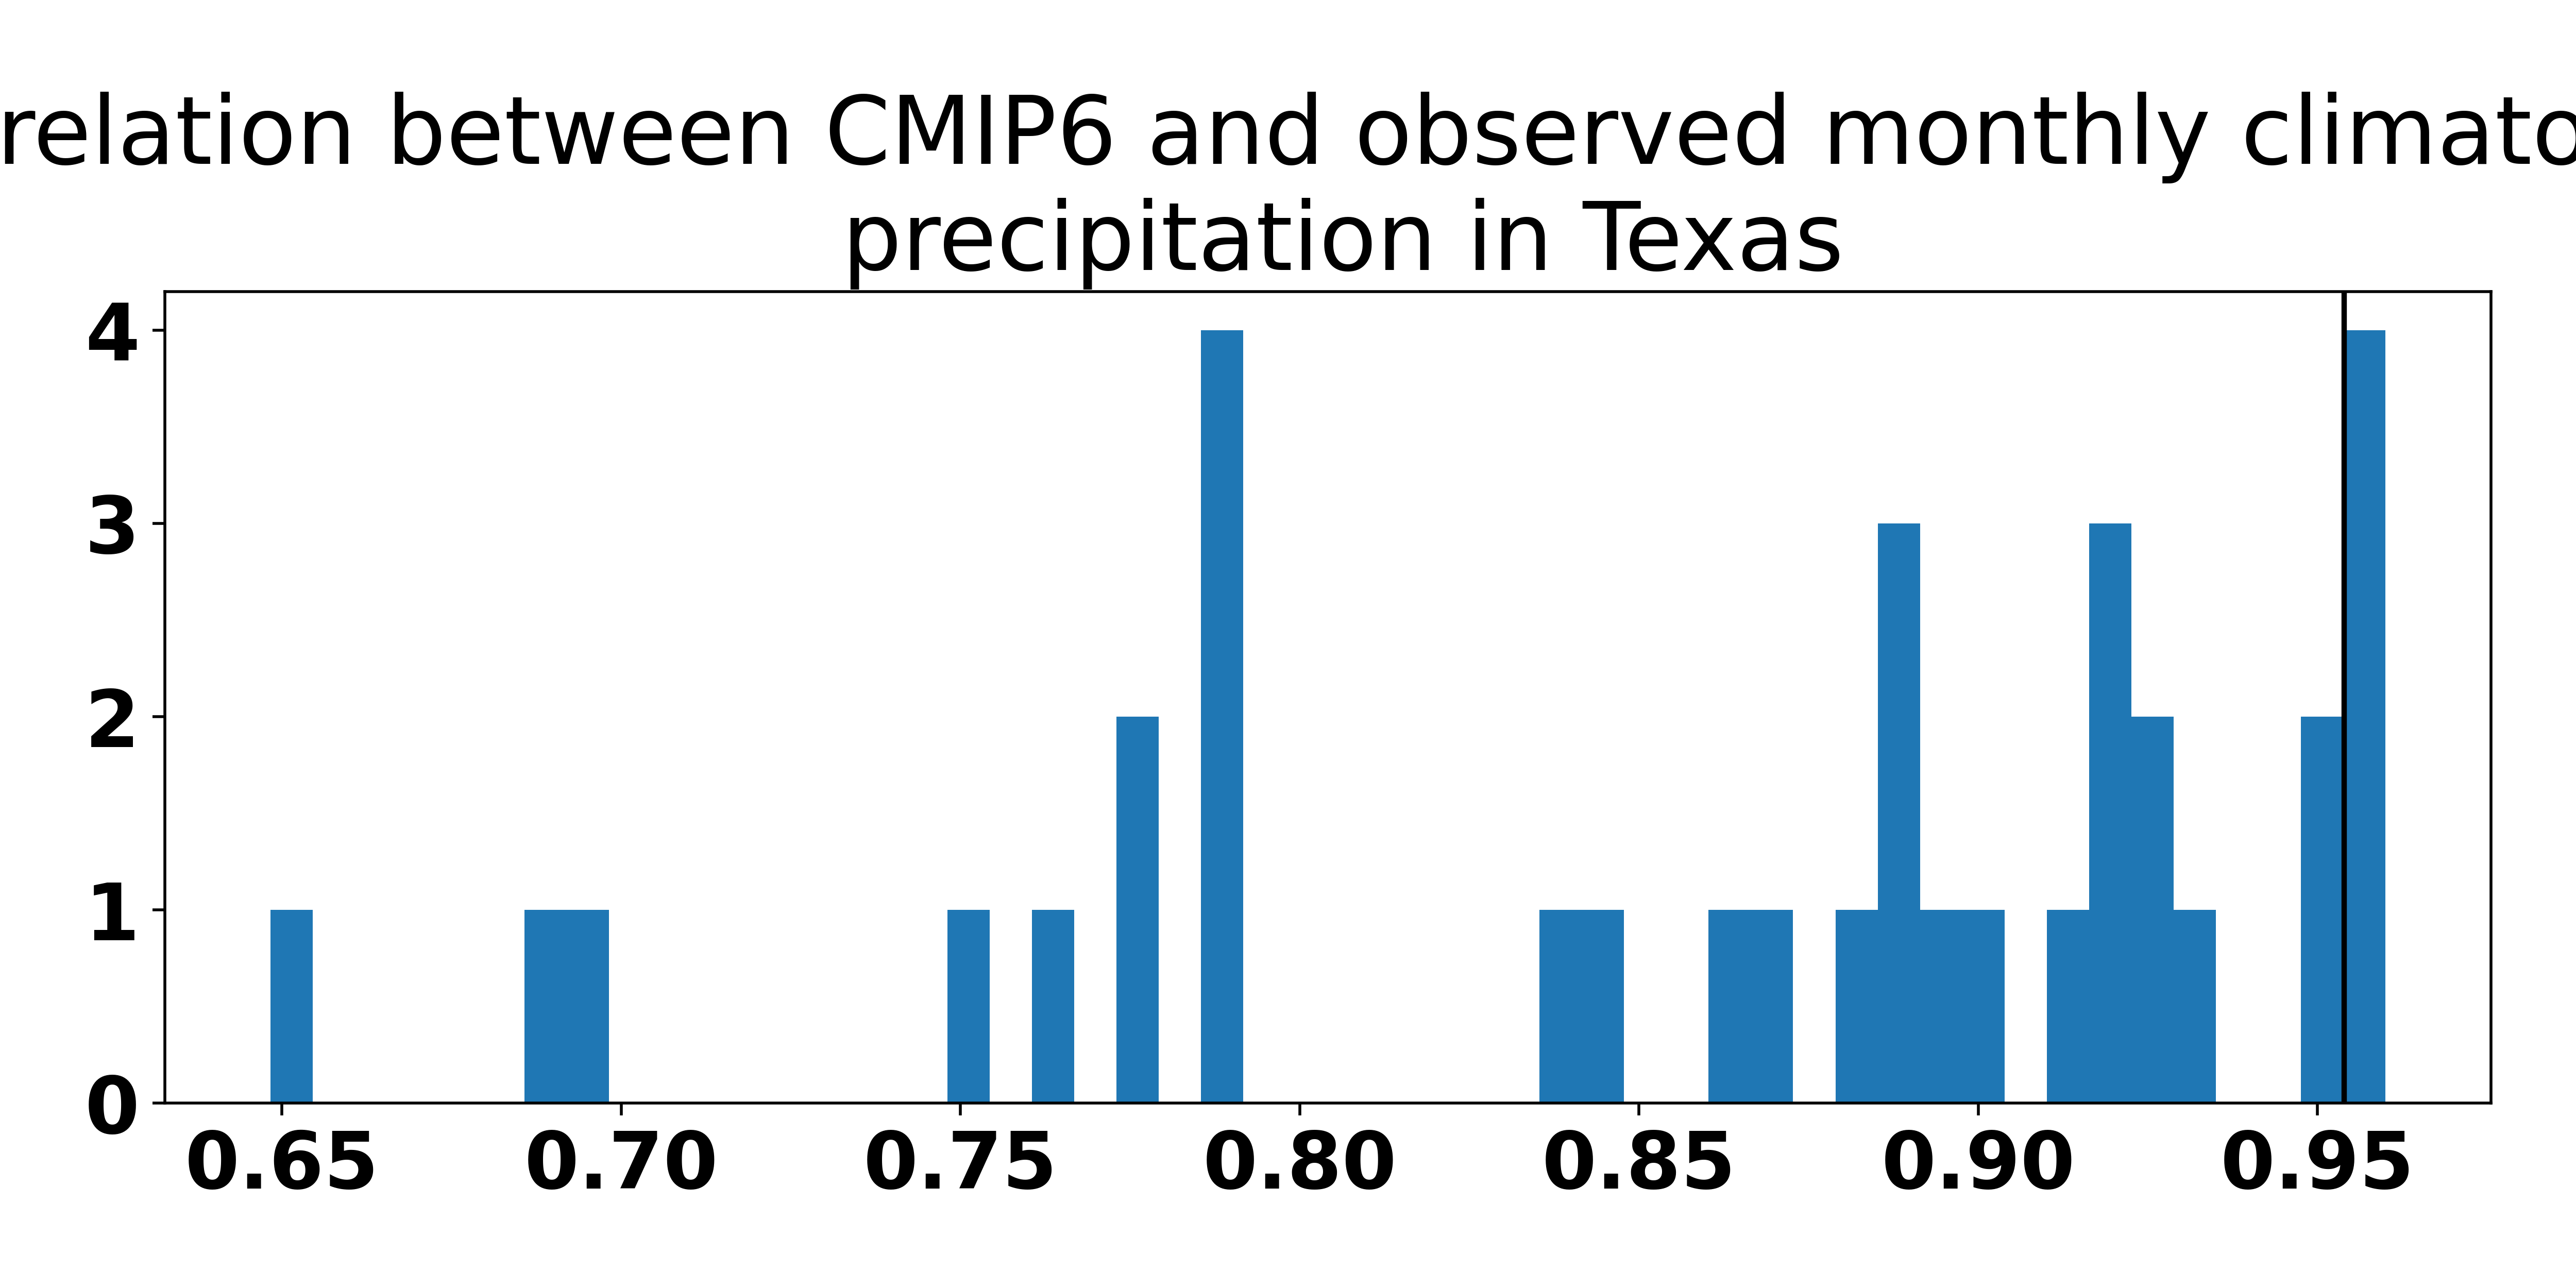 relation between CMIP6 and observed monthly climato
precipitation in Texas
4
3
2
1
0
0.65 0.70 0.75 0.80 0.85 0.90 0.95